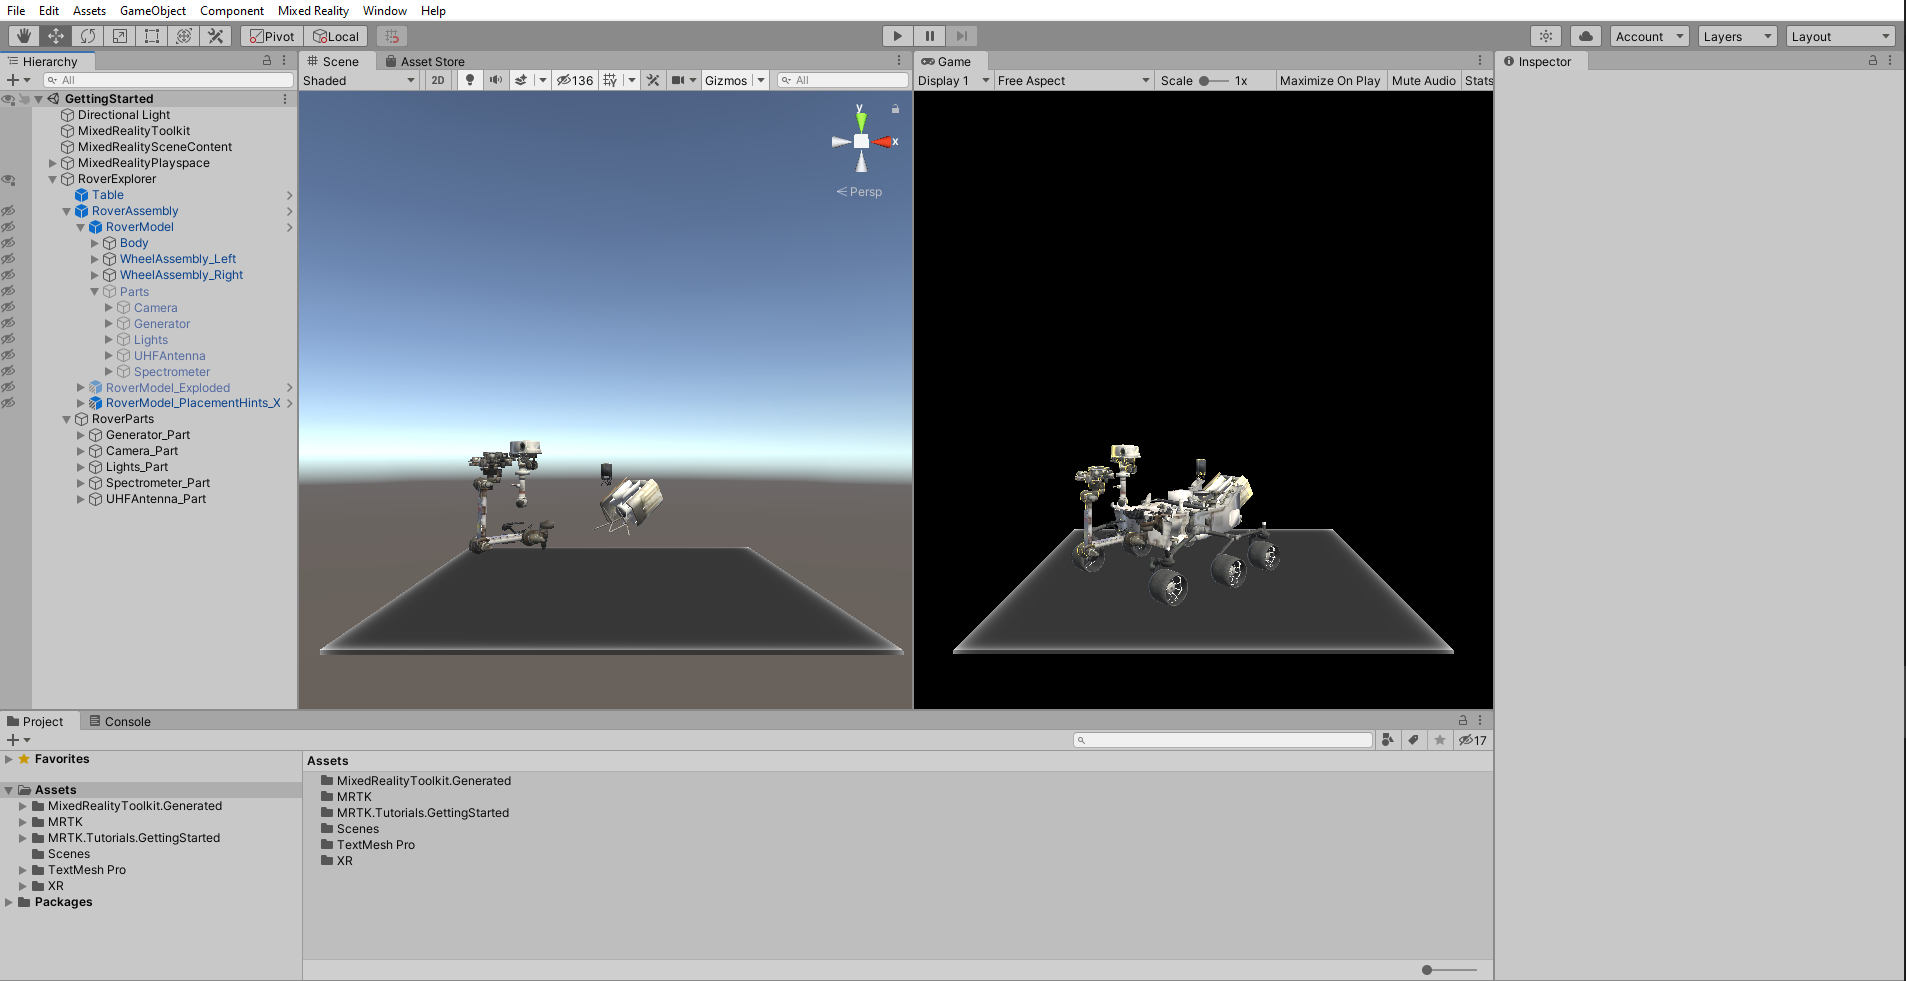 File Edit Assets GameObject Component Mixed Reality Window Help
Pivot Local Account Layers Layout
Hierarchy
All
GettingStarted
Directional Light
MixedRealityToolkit
MixedRealitySceneContent
MixedRealityPlayspace
RoverExplorer
Table
RoverAssembly
RoverModel
Body
WheelAssembly_Left
WheelAssembly_Right
Parts
Camera
Generator
Lights
UHFAntenna
Spectrometer
RoverModel_Exploded
RoverModel_PlacementHints_X
RoverParts
Generator_Part
Camera_Part
Lights_Part
Spectrometer_Part
UHFAntenna_Part
Scene Asset Store
Shaded 2D 136 Gizmos All
y
x
Persp
Game
Display 1 Free Aspect Scale 1x Maximize On Play Mute Audio Stats
Inspector
Project Console
17
Favorites
Assets
MixedRealityToolkit.Generated
MRTK
MRTK.Tutorials.GettingStarted
Scenes
TextMesh Pro
XR
Packages
Assets
MixedRealityToolkit.Generated
MRTK
MRTK.Tutorials.GettingStarted
Scenes
TextMesh Pro
XR